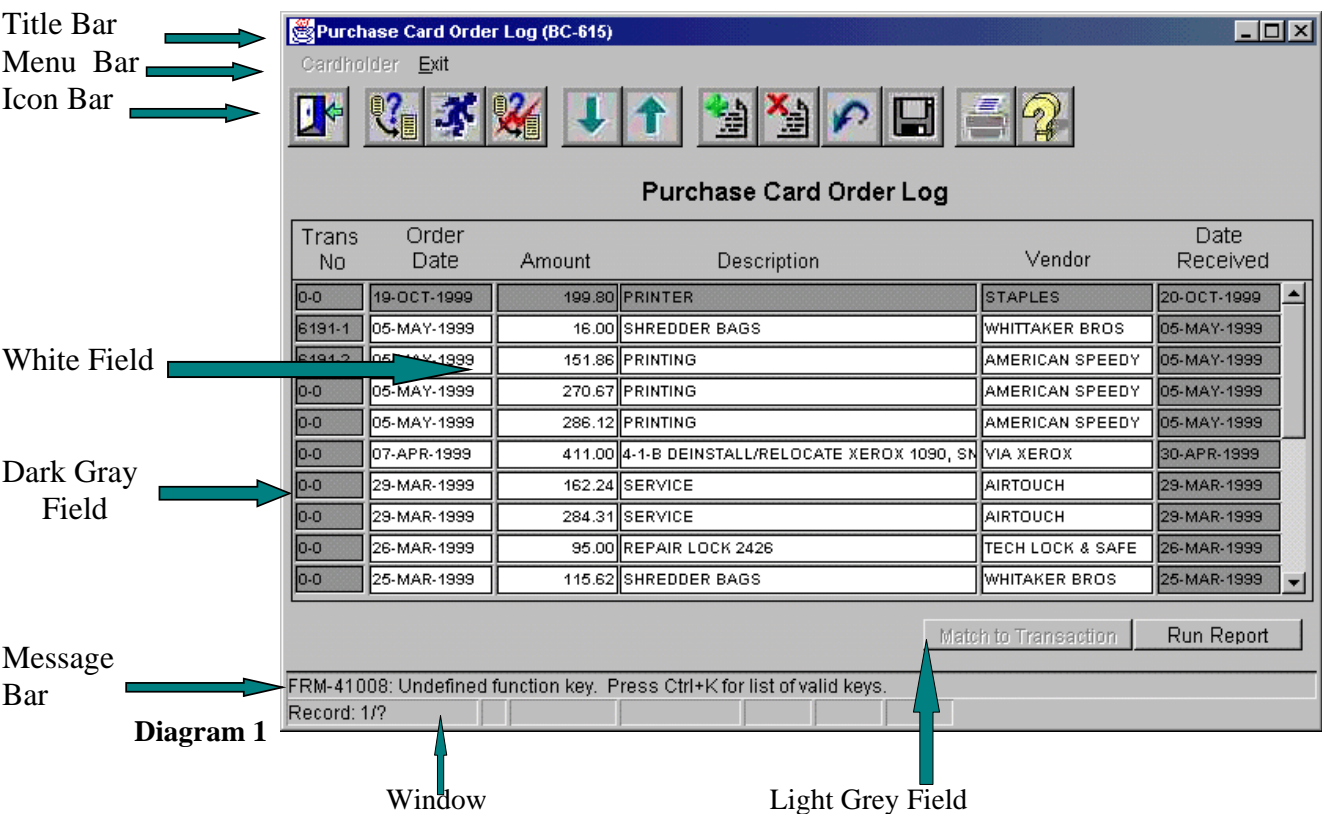 Title Bar
Menu Bar
Icon Bar
Purchase Card Order Log (BC-615)
Cardholder Exit
Purchase Card Order Log
Trans No Order Date Amount Description Vendor Date Received
0-0 19-OCT-1999 199.80 PRINTER STAPLES 20-OCT-1999
6191-1 05-MAY-1999 16.00 SHREDDER BAGS WHITTAKER BROS 05-MAY-1999
White Field
6191-2 05-MAY-1999 151.86 PRINTING AMERICAN SPEEDY 05-MAY-1999
0-0 05-MAY-1999 270.67 PRINTING AMERICAN SPEEDY 05-MAY-1999
0-0 05-MAY-1999 286.12 PRINTING AMERICAN SPEEDY 05-MAY-1999
0-0 07-APR-1999 411.00 4-1-B DEINSTALL/RELOCATE XEROX 1090, SN VIA XEROX 30-APR-1999
Dark Gray
Field
0-0 29-MAR-1999 162.24 SERVICE AIRTOUCH 29-MAR-1999
0-0 29-MAR-1999 284.31 SERVICE AIRTOUCH 29-MAR-1999
0-0 26-MAR-1999 95.00 REPAIR LOCK 2426 TECH LOCK & SAFE 26-MAR-1999
0-0 25-MAR-1999 115.62 SHREDDER BAGS WHITAKER BROS 25-MAR-1999
Match to Transaction Run Report
Message
Bar
FRM-41008: Undefined function key. Press Ctrl+K for list of valid keys.
Record: 1/?
Diagram 1
Window Light Grey Field